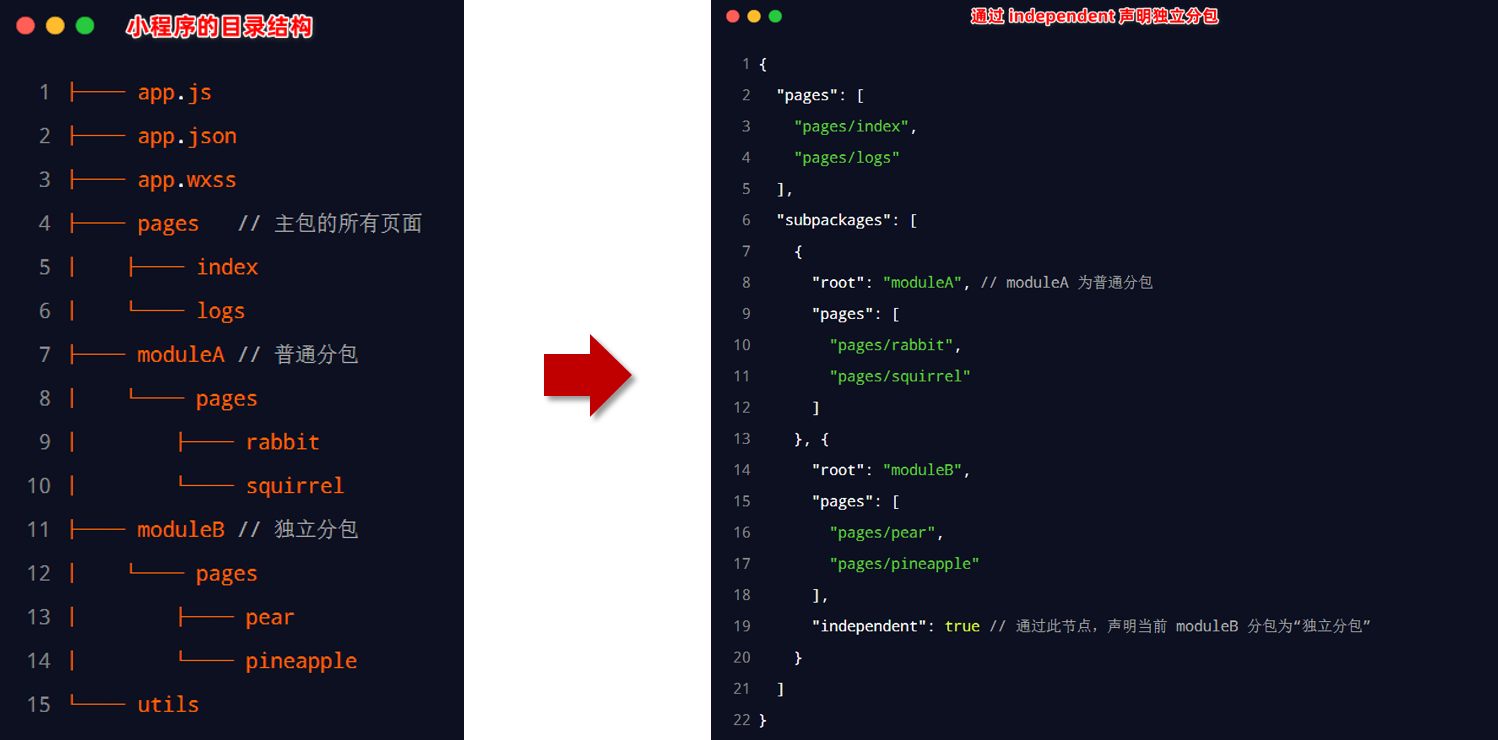 小程序的目录结构
1 ├── app.js
2 ├── app.json
3 ├── app.wxss
4 ├── pages // 主包的所有页面
5 │ ├── index
6 │ └── logs
7 ├── moduleA // 普通分包
8 │ └── pages
9 │ ├── rabbit
10 │ └── squirrel
11 ├── moduleB // 独立分包
12 │ └── pages
13 │ ├── pear
14 │ └── pineapple
15 └── utils
通过 independent 声明独立分包
1 {
2 "pages": [
3 "pages/index",
4 "pages/logs"
5 ],
6 "subpackages": [
7 {
8 "root": "moduleA", // moduleA 为普通分包
9 "pages": [
10 "pages/rabbit",
11 "pages/squirrel"
12 ]
13 }, {
14 "root": "moduleB",
15 "pages": [
16 "pages/pear",
17 "pages/pineapple"
18 ],
19 "independent": true // 通过此节点，声明当前 moduleB 分包为“独立分包”
20 }
21 ]
22 }